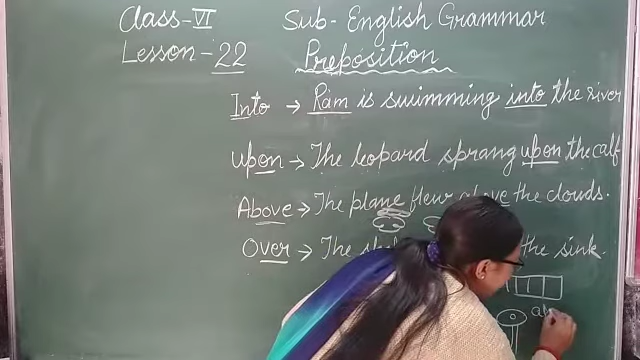 Class-VI Sub- English Grammar
Lesson-22 Preposition
Into → Ram is swimming into the river
Upon → The leopard sprang upon the calf
Above → The plane flew above the clouds.
Over → The the sink.